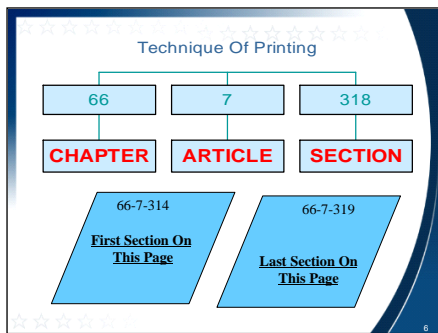 Technique Of Printing
66 7 318
CHAPTER ARTICLE SECTION
66-7-314
First Section On
This Page
66-7-319
Last Section On
This Page
6